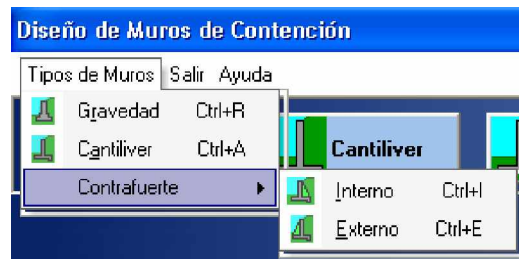 Diseño de Muros de Contención
Tipos de Muros Salir Ayuda
Gravedad Ctrl+R
Cantiliver Ctrl+A
Cantiliver
Contrafuerte
Interno Ctrl+I
Externo Ctrl+E